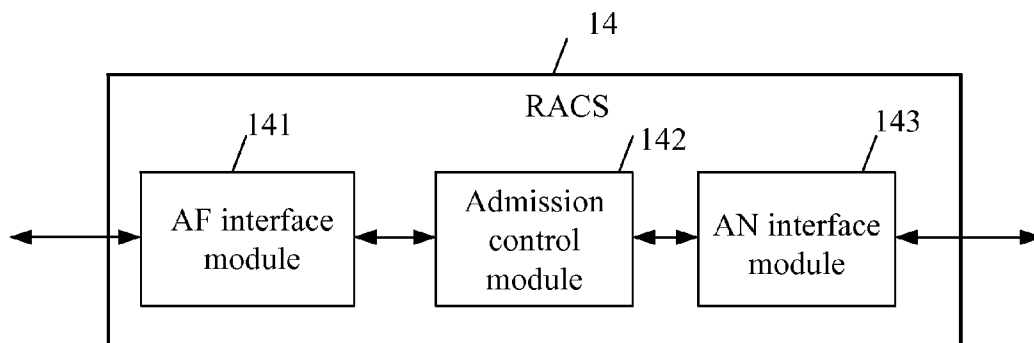 14
RACS
141
142
143
AF interface
module
Admission
control
module
AN interface
module